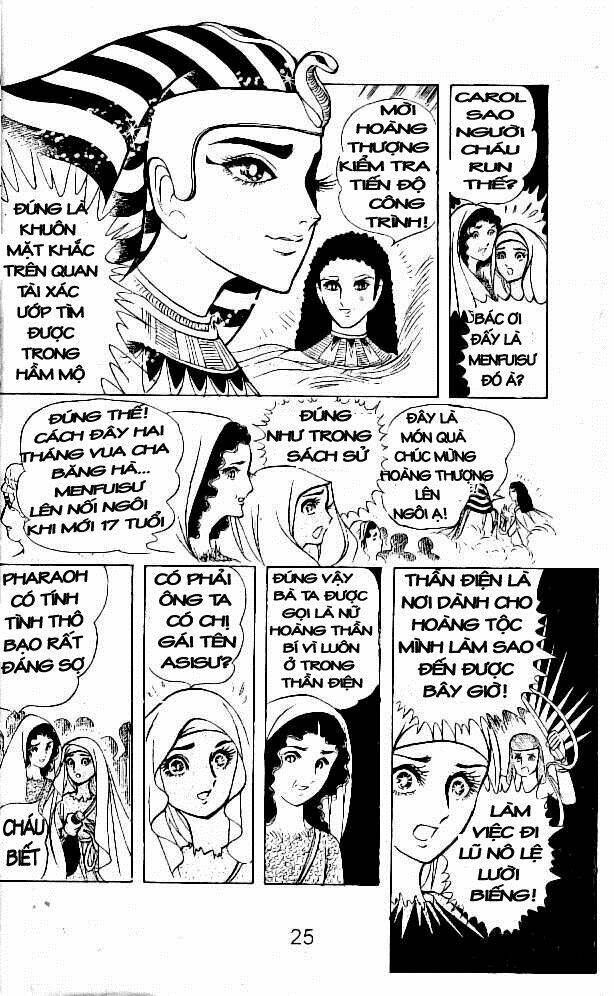 ĐÚNG LÀ
KHUÔN
MẶT KHẮC
TRÊN QUAN
TÀI XÁC
ƯỚP TÌM
ĐƯỢC
TRONG
HẦM MỘ
MỜI
HOÀNG
THƯỢNG
KIỂM TRA
TIẾN ĐỘ
CÔNG
TRÌNH!
CAROL
SAO
NGƯỜI
CHÁU
RUN
THẾ?
BÁC ƠI
ĐẤY LÀ
MENFUISƯ
ĐÓ À?
ĐÚNG THẾ!
CÁCH ĐÂY HAI
THÁNG VUA CHA
BĂNG HÀ...
MENFUISƯ
LÊN NỐI NGÔI
KHI MỚI 17 TUỔI
ĐÚNG
NHƯ TRONG
SÁCH SỬ
ĐÂY LÀ
MÓN QUÀ
CHÚC MỪNG
HOÀNG THƯỢNG
LÊN
NGÔI Ạ!
PHARAOH
CÓ TÍNH
TÌNH THÔ
BẠO RẤT
ĐÁNG SỢ
CHÁU
BIẾT
CÓ PHẢI
ÔNG TA
CÓ CHỊ
GÁI TÊN
ASISƯ?
ĐÚNG VẬY
BÀ TA ĐƯỢC
GỌI LÀ NỮ
HOÀNG THẦN
BÍ VÌ LUÔN
Ở TRONG
THẦN ĐIỆN
THẦN ĐIỆN LÀ
NƠI DÀNH CHO
HOÀNG TỘC
MÌNH LÀM SAO
ĐẾN ĐƯỢC
BÂY GIỜ!
LÀM
VIỆC ĐI
LŨ NÔ LỆ
LƯỜI
BIẾNG!
25